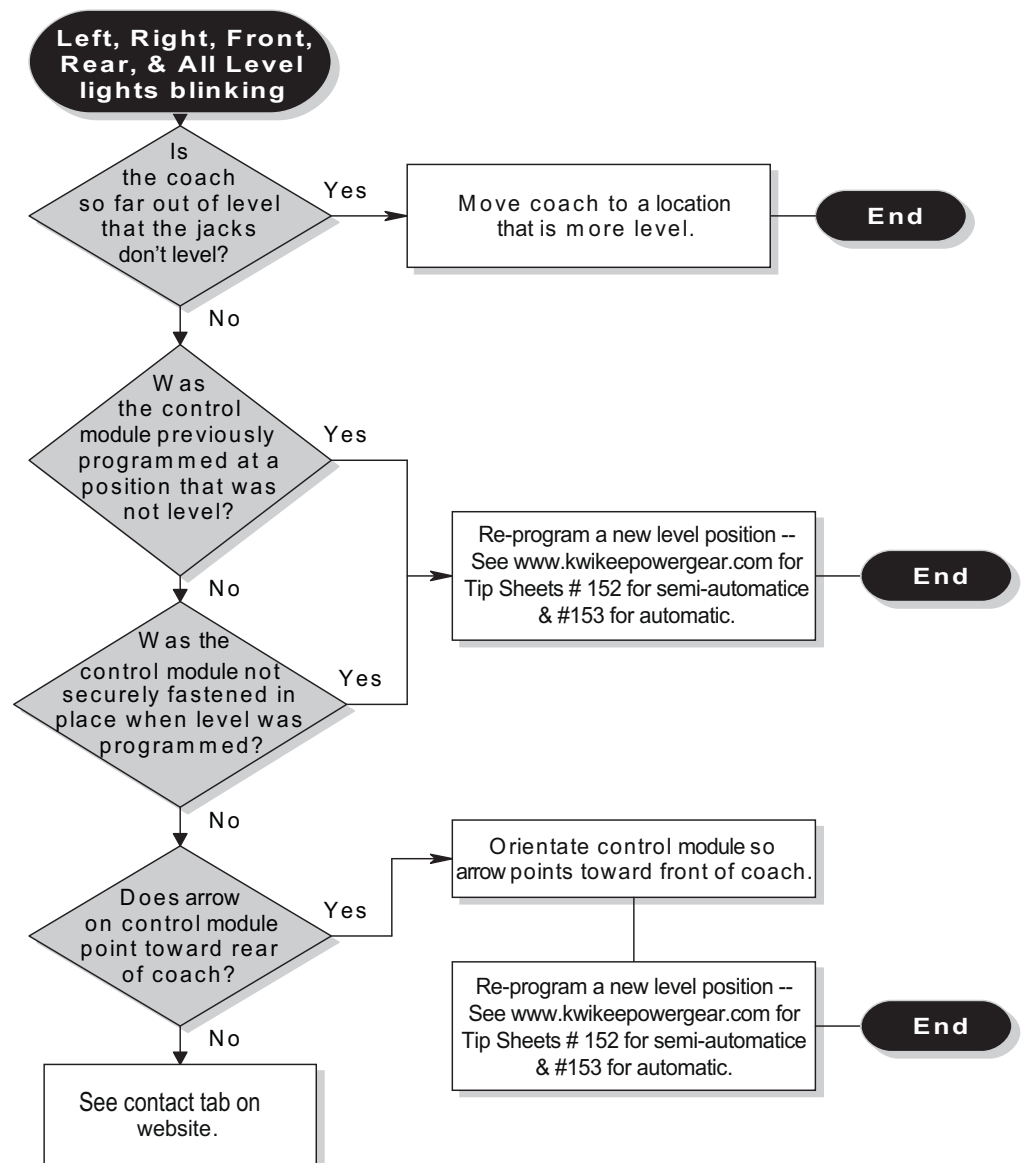 Left, Right, Front,
Rear, & All Level
lights blinking
Is
the coach
so far out of level
that the jacks
don't level?
Yes
Move coach to a location
that is more level.
End
No
Was
the control
module previously
programmed at a
position that was
not level?
Yes
Re-program a new level position --
See www.kwikeepowergear.com for
Tip Sheets # 152 for semi-automatice
& #153 for automatic.
End
No
Was the
control module not
securely fastened in
place when level was
programmed?
Yes
No
Does arrow
on control module
point toward rear
of coach?
Yes
Orientate control module so
arrow points toward front of coach.
Re-program a new level position --
See www.kwikeepowergear.com for
Tip Sheets # 152 for semi-automatice
& #153 for automatic.
End
No
See contact tab on
website.